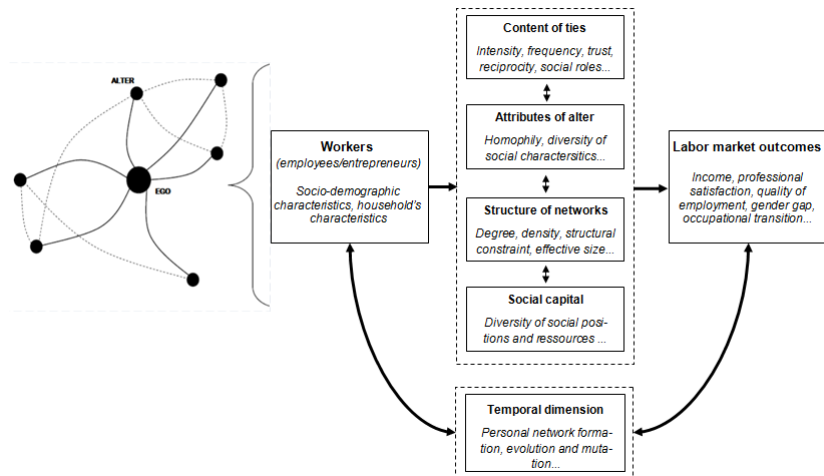 ALTER
EGO
Workers
(employees/entrepreneurs)
Socio-demographic
characteristics, household's
characteristics
Content of ties
Intensity, frequency, trust,
reciprocity, social roles...
Attributes of alter
Homophily, diversity of
social charactersitics...
Structure of networks
Degree, density, structural
constraint, effective size...
Social capital
Diversity of social posi-
tions and ressources ...
Labor market outcomes
Income, professional
satisfaction, quality of
employment, gender gap,
occupational transition...
Temporal dimension
Personal network forma-
tion, evolution and muta-
tion...